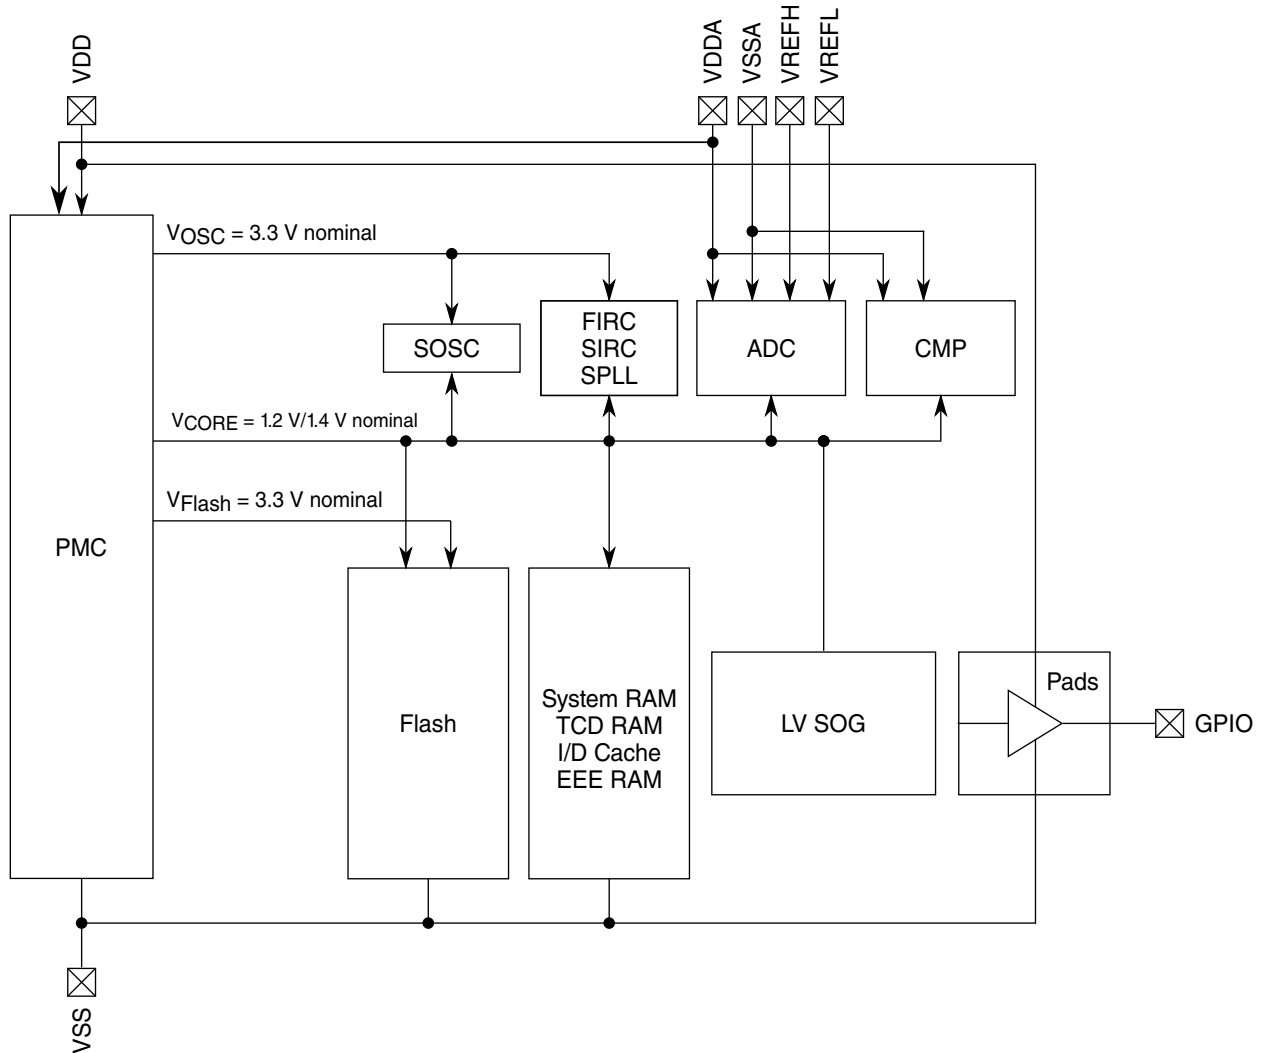 VDD
VDDA
VSSA
VREFH
VREFL
VOSC = 3.3 V nominal
FIRC
SIRC
SPLL
SOSC
ADC
CMP
VCORE = 1.2 V/1.4 V nominal
VFlash = 3.3 V nominal
PMC
Flash
System RAM
TCD RAM
I/D Cache
EEE RAM
LV SOG
Pads
GPIO
VSS